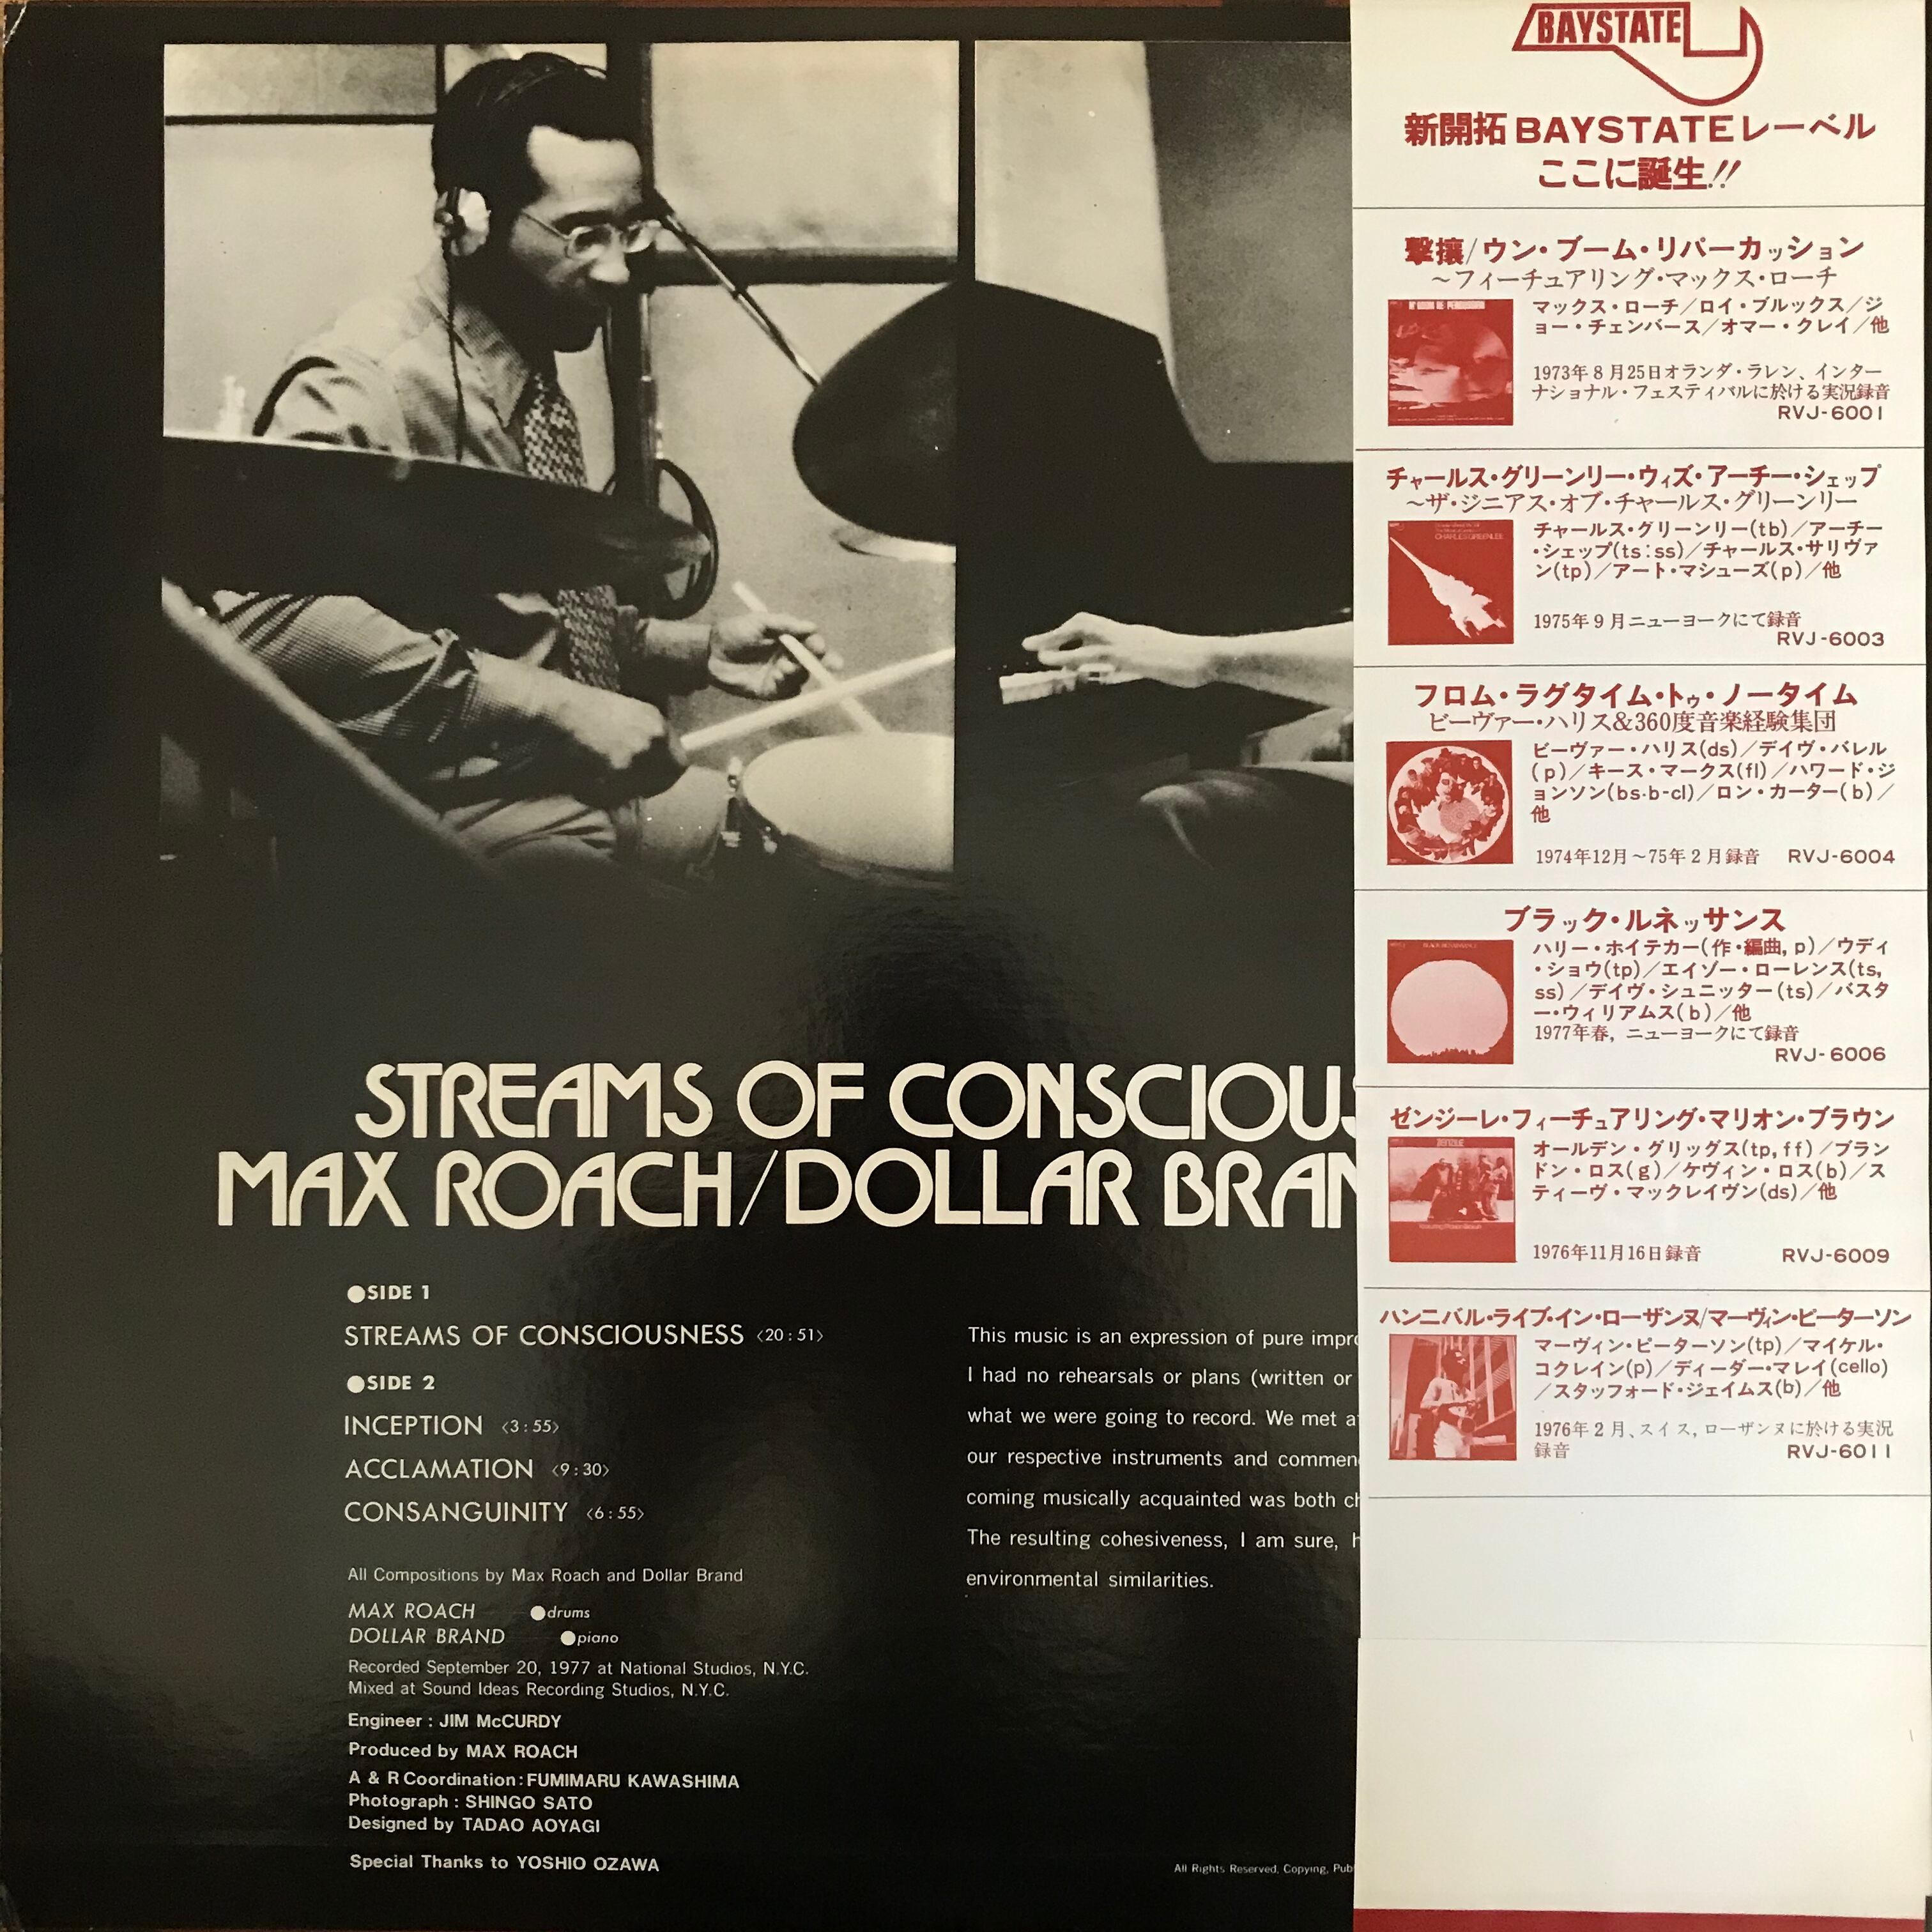 STREAMS OF CONSCIOUS
MAX ROACH/DOLLAR BRAN
●SIDE 1
STREAMS OF CONSCIOUSNESS 〈20:51〉
●SIDE 2
INCEPTION 〈3:55〉
ACCLAMATION 〈9:30〉
CONSANGUINITY 〈6:55〉
All Compositions by Max Roach and Dollar Brand
MAX ROACH ●drums
DOLLAR BRAND ●piano
Recorded September 20, 1977 at National Studios, N.Y.C.
Mixed at Sound Ideas Recording Studios, N.Y.C.
Engineer : JIM McCURDY
Produced by MAX ROACH
A & R Coordination : FUMIMARU KAWASHIMA
Photograph : SHINGO SATO
Designed by TADAO AOYAGI
Special Thanks to YOSHIO OZAWA
This music is an expression of pure impro
I had no rehearsals or plans (written or
what we were going to record. We met a
our respective instruments and commen
coming musically acquainted was both ch
The resulting cohesiveness, I am sure, h
environmental similarities.
All Rights Reserved, Copying, Pub
BAYSTATE
新開拓BAYSTATEレーベル
ここに誕生!!
撃攘/ウン・ブーム・リパーカッション
～フィーチュアリング・マックス・ローチ
マックス・ローチ／ロイ・ブルックス／ジ
ョー・チェンバース／オマー・クレイ／他
1973年8月25日オランダ・ラレン、インター
ナショナル・フェスティバルに於ける実況録音
RVJ-6001
チャールス・グリーンリー・ウィズ・アーチー・シェップ
～ザ・ジニアス・オブ・チャールス・グリーンリー
CHARLES GREENLEE
チャールス・グリーンリー(tb)／アーチー
・シェップ(ts:ss)／チャールス・サリヴァ
ン(tp)／アート・マシューズ(p)／他
1975年9月ニューヨークにて録音
RVJ-6003
フロム・ラグタイム・トゥ・ノータイム
ビーヴァー・ハリス&360度音楽経験集団
ビーヴァー・ハリス(ds)／デイヴ・バレル
(p)／キース・マークス(fl)／ハワード・ジ
ョンソン(bs.b-cl)／ロン・カーター(b)／
他
1974年12月～75年2月録音 RVJ-6004
ブラック・ルネッサンス
ハリー・ホイテカー(作・編曲, p)／ウディ
・ショウ(tp)／エイゾー・ローレンス(ts,
ss)／デイヴ・シュニッター(ts)／バスタ
ー・ウィリアムス(b)／他
1977年春, ニューヨークにて録音
RVJ-6006
ゼンジーレ・フィーチュアリング・マリオン・ブラウン
オールデン・グリッグス(tp,ff)／ブラン
ドン・ロス(g)／ケヴィン・ロス(b)／ス
ティーヴ・マックレイヴン(ds)／他
1976年11月16日録音 RVJ-6009
ハンニバル・ライブ・イン・ローザンヌ/マーヴィン・ピーターソン
マーヴィン・ピーターソン(tp)／マイケル・
コクレイン(p)／ディーダー・マレイ(cello)
／スタッフォード・ジェイムス(b)／他
1976年2月、スイス, ローザンヌに於ける実況
録音 RVJ-6011